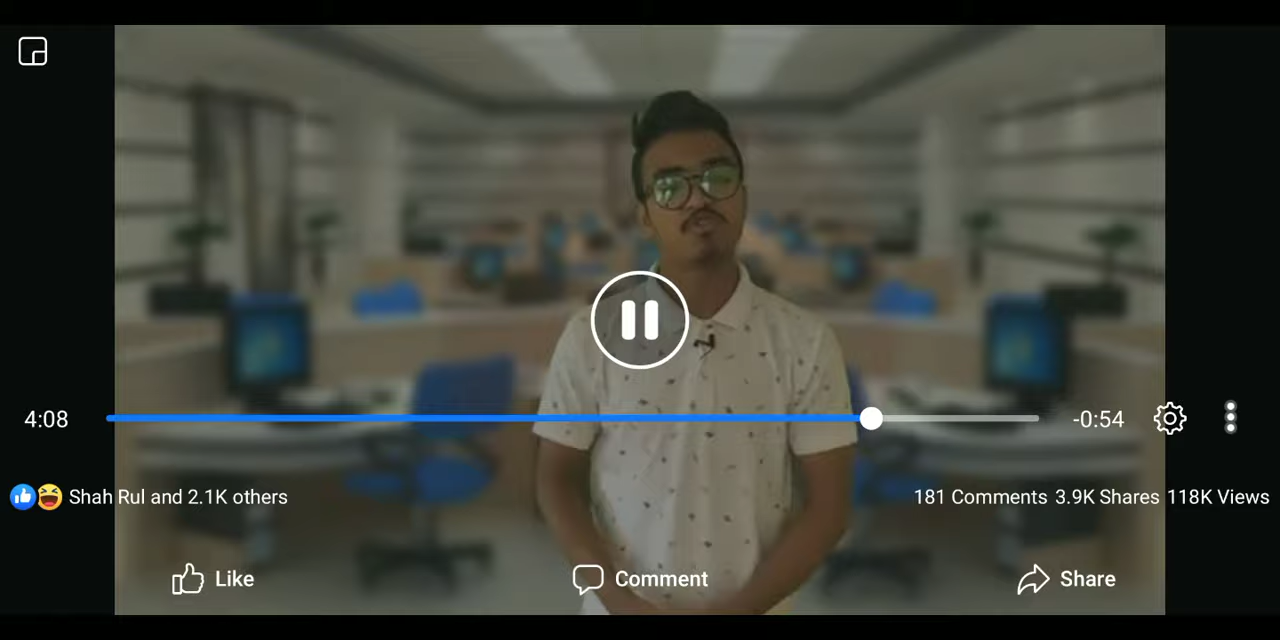 4:08
-0:54
Shah Rul and 2.1K others
181 Comments 3.9K Shares 118K Views
Like
Comment
Share